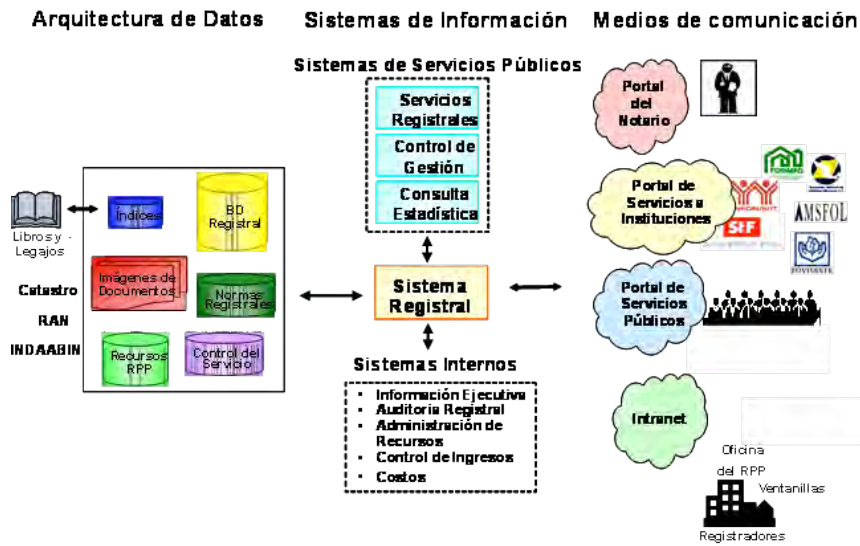 Arquitectura de Datos
Sistemas de Información
Medios de comunicación
Sistemas de Servicios Públicos
Servicios
Registrales
Control de
Gestión
Consulta
Estadística
Libros y -
Legajos
Catastro
RAN
INDAABIN
Índices
BD
Registral
Imágenes de
Documentos
Normas
Registrales
Recursos
RPP
Control del
Servicio
Sistema
Registral
Sistemas Internos
• Información Ejecutiva
• Auditoria Registral
• Administración de
Recursos
• Control de Ingresos
• Costos
Portal
del
Notario
Portal de
Servicios a
Instituciones
SHF
AMSFOL
FOVISSSTE
Portal de
Servicios
Públicos
Intranet
Oficina
del RPP
Ventanillas
Registradores